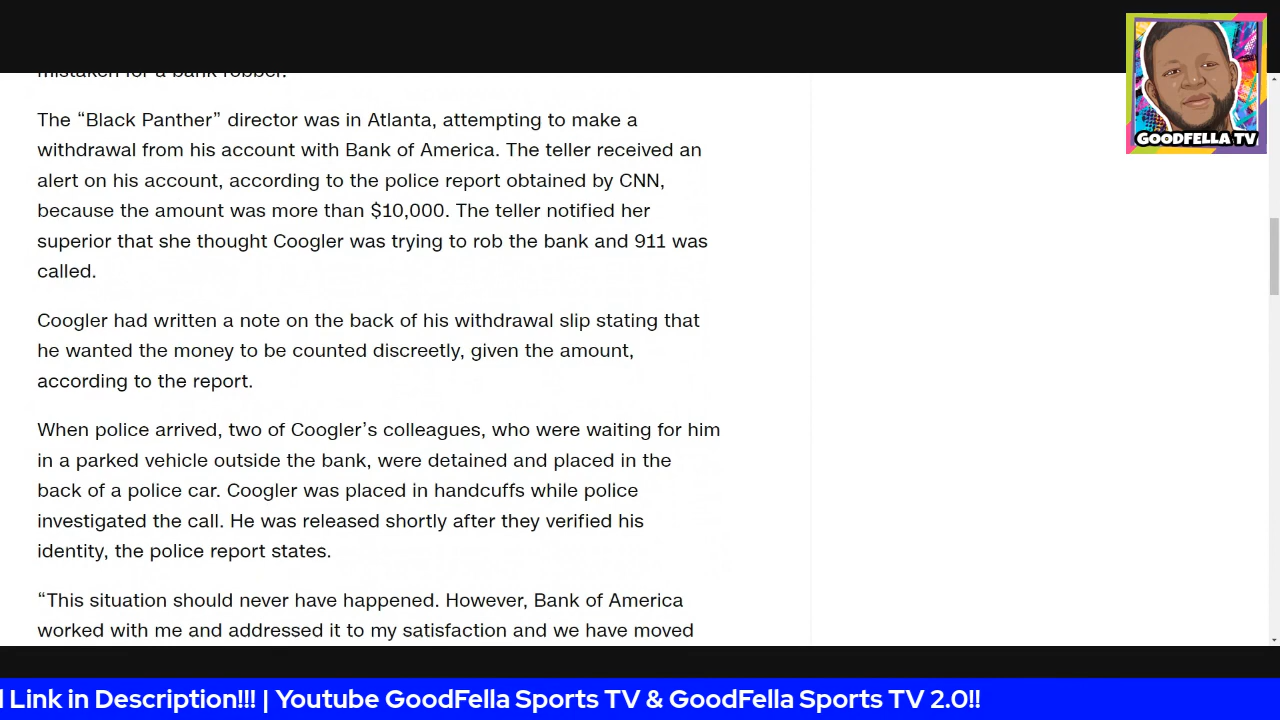 mistaken for a bank robber.
The “Black Panther” director was in Atlanta, attempting to make a
withdrawal from his account with Bank of America. The teller received an
alert on his account, according to the police report obtained by CNN,
because the amount was more than $10,000. The teller notified her
superior that she thought Coogler was trying to rob the bank and 911 was
called.
Coogler had written a note on the back of his withdrawal slip stating that
he wanted the money to be counted discreetly, given the amount,
according to the report.
When police arrived, two of Coogler’s colleagues, who were waiting for him
in a parked vehicle outside the bank, were detained and placed in the
back of a police car. Coogler was placed in handcuffs while police
investigated the call. He was released shortly after they verified his
identity, the police report states.
“This situation should never have happened. However, Bank of America
worked with me and addressed it to my satisfaction and we have moved
GOODFELLA TV
Link in Description!!! | Youtube GoodFella Sports TV & GoodFella Sports TV 2.0!!